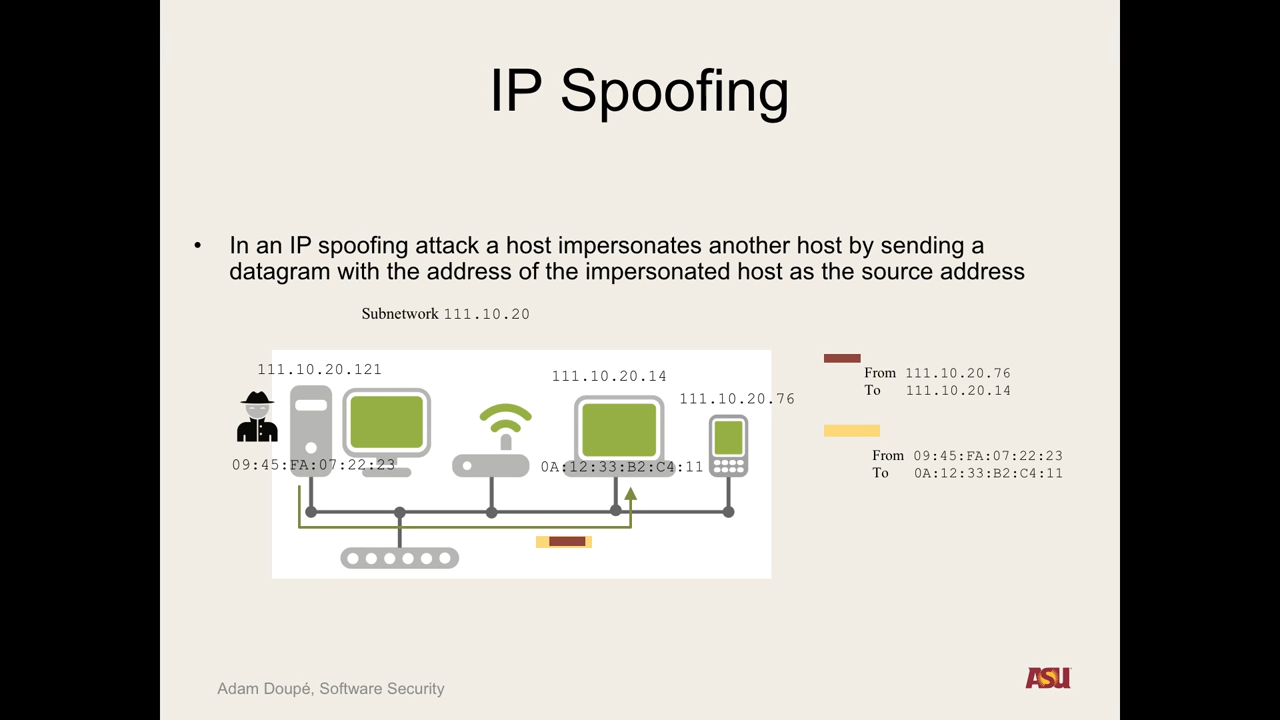 IP Spoofing
• In an IP spoofing attack a host impersonates another host by sending a
datagram with the address of the impersonated host as the source address
Subnetwork 111.10.20
111.10.20.121
111.10.20.14
111.10.20.76
09:45:FA:07:22:23
0A:12:33:B2:C4:11
From 111.10.20.76
To 111.10.20.14
From 09:45:FA:07:22:23
To 0A:12:33:B2:C4:11
Adam Doupé, Software Security
ASU